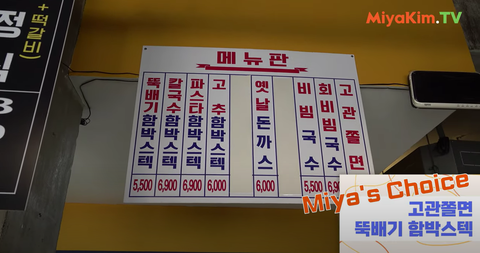 MiyaKim.TV
+떡갈비
정
심
메뉴판
뚝배기함박스텍
5,500
칼국수함박스텍
6,900
파스타함박스텍
6,900
고추함박스텍
6,000
옛날돈까스
6,000
비빔국수
5,500
회비빔국수
고관쫄면
Miya's Choice
고관쫄면
뚝배기 함박스텍